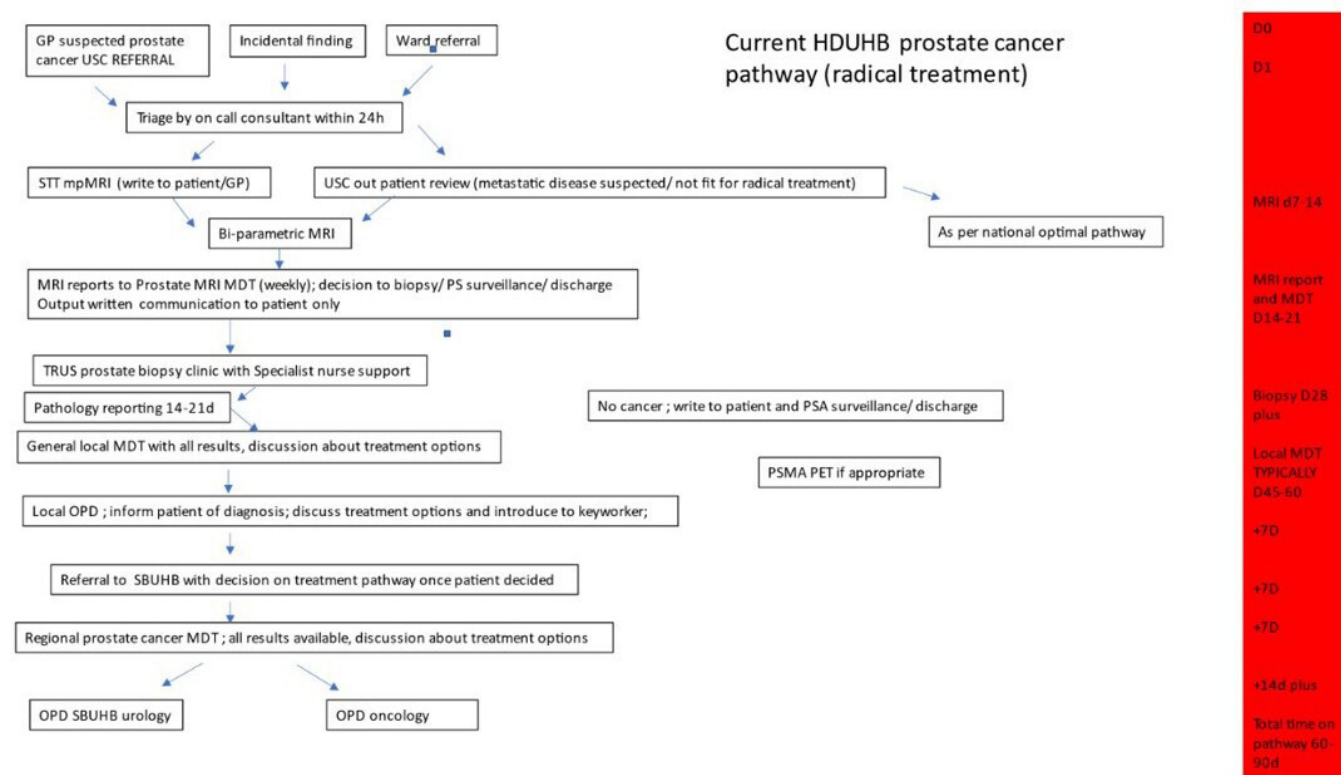 GP suspected prostate
cancer USC REFERRAL
Incidental finding
Ward referral
Current HDUHB prostate cancer
pathway (radical treatment)
Triage by on call consultant within 24h
STT mpMRI (write to patient/GP)
USC out patient review (metastatic disease suspected/ not fit for radical treatment)
Bi-parametric MRI
As per national optimal pathway
MRI reports to Prostate MRI MDT (weekly); decision to biopsy/ PS surveillance/ discharge
Output written communication to patient only
TRUS prostate biopsy clinic with Specialist nurse support
Pathology reporting 14-21d
No cancer ; write to patient and PSA surveillance/ discharge
General local MDT with all results, discussion about treatment options
PSMA PET if appropriate
Local OPD ; inform patient of diagnosis; discuss treatment options and introduce to keyworker;
Referral to SBUHB with decision on treatment pathway once patient decided
Regional prostate cancer MDT ; all results available, discussion about treatment options
OPD SBUHB urology
OPD oncology
D0
D1
MRI d7-14
MRI report
and MDT
D14-21
Biopsy D28
plus
Local MDT
TYPICALLY
D45-60
+7D
+7D
+7D
+14d plus
Total time on
pathway 60-
90d